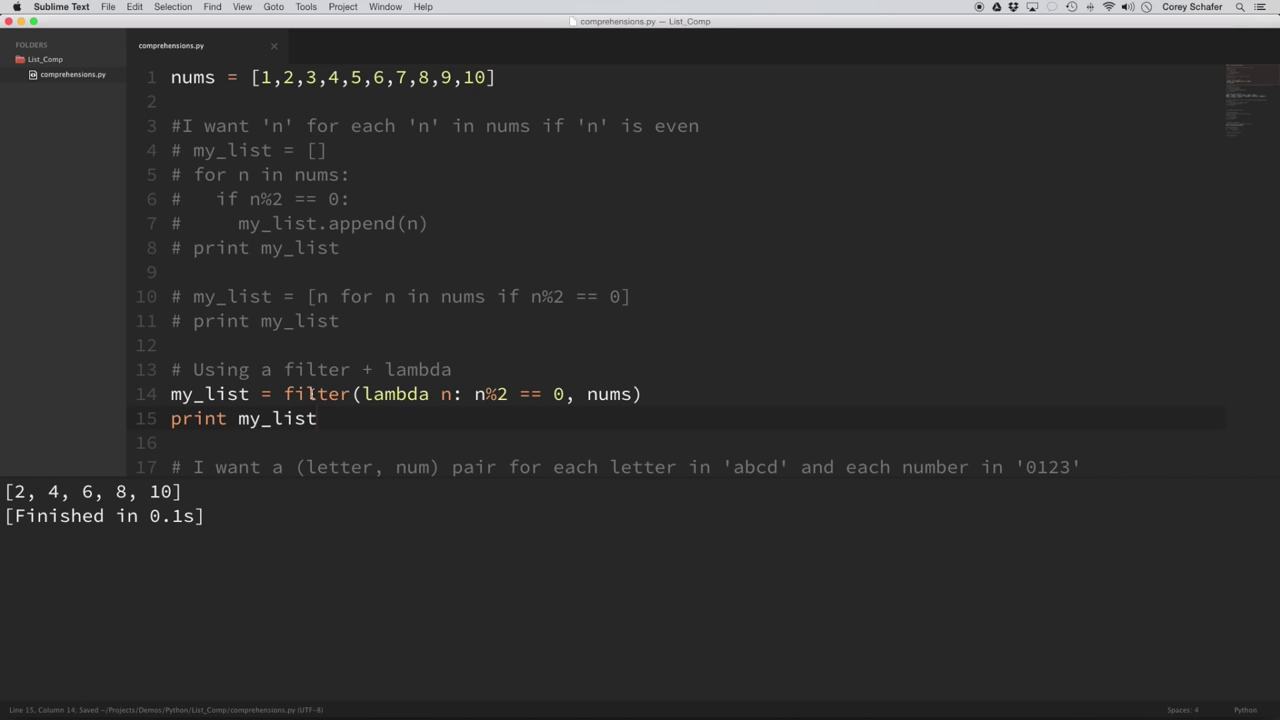 Sublime Text File Edit Selection Find View Goto Tools Project Window Help Corey Schafer
comprehensions.py — List_Comp
FOLDERS
List_Comp
comprehensions.py
comprehensions.py
1 nums = [1,2,3,4,5,6,7,8,9,10]
2
3 #I want 'n' for each 'n' in nums if 'n' is even
4 # my_list = []
5 # for n in nums:
6 #   if n%2 == 0:
7 #     my_list.append(n)
8 # print my_list
9
10 # my_list = [n for n in nums if n%2 == 0]
11 # print my_list
12
13 # Using a filter + lambda
14 my_list = filter(lambda n: n%2 == 0, nums)
15 print my_list
16
17 # I want a (letter, num) pair for each letter in 'abcd' and each number in '0123'
[2, 4, 6, 8, 10]
[Finished in 0.1s]
Line 15, Column 14, Saved ~/Projects/Demos/Python/List_Comp/comprehensions.py (UTF-8) Spaces: 4 Python